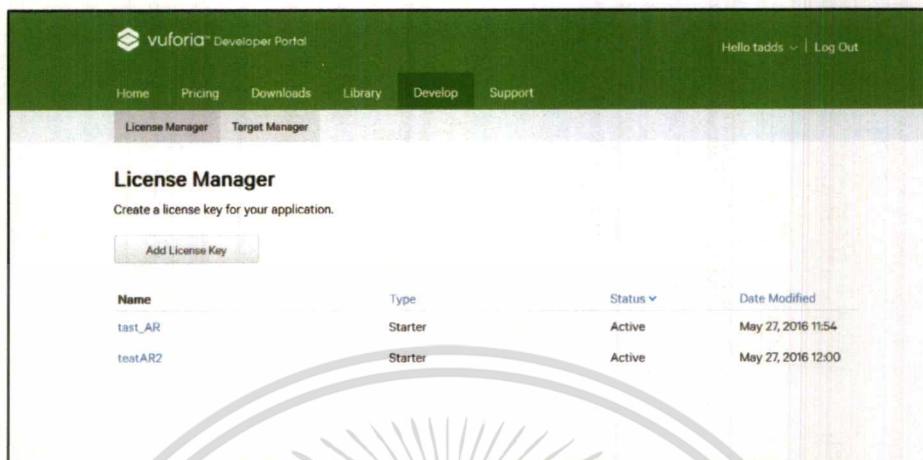 vuforia™ Developer Portal
Hello tadds | Log Out
Home Pricing Downloads Library Develop Support
License Manager Target Manager
License Manager
Create a license key for your application.
Add License Key
Name Type Status Date Modified
tast_AR Starter Active May 27, 2016 11:54
teatAR2 Starter Active May 27, 2016 12:00